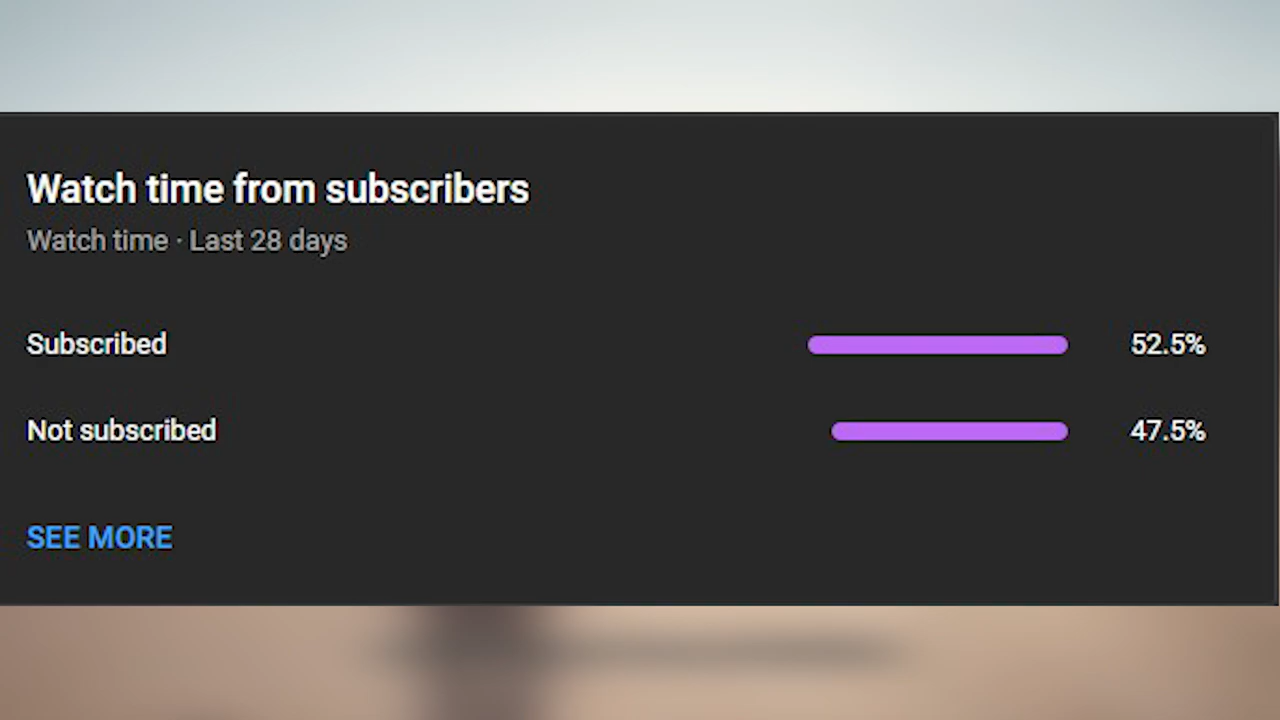 Watch time from subscribers
Watch time · Last 28 days
Subscribed 52.5%
Not subscribed 47.5%
SEE MORE